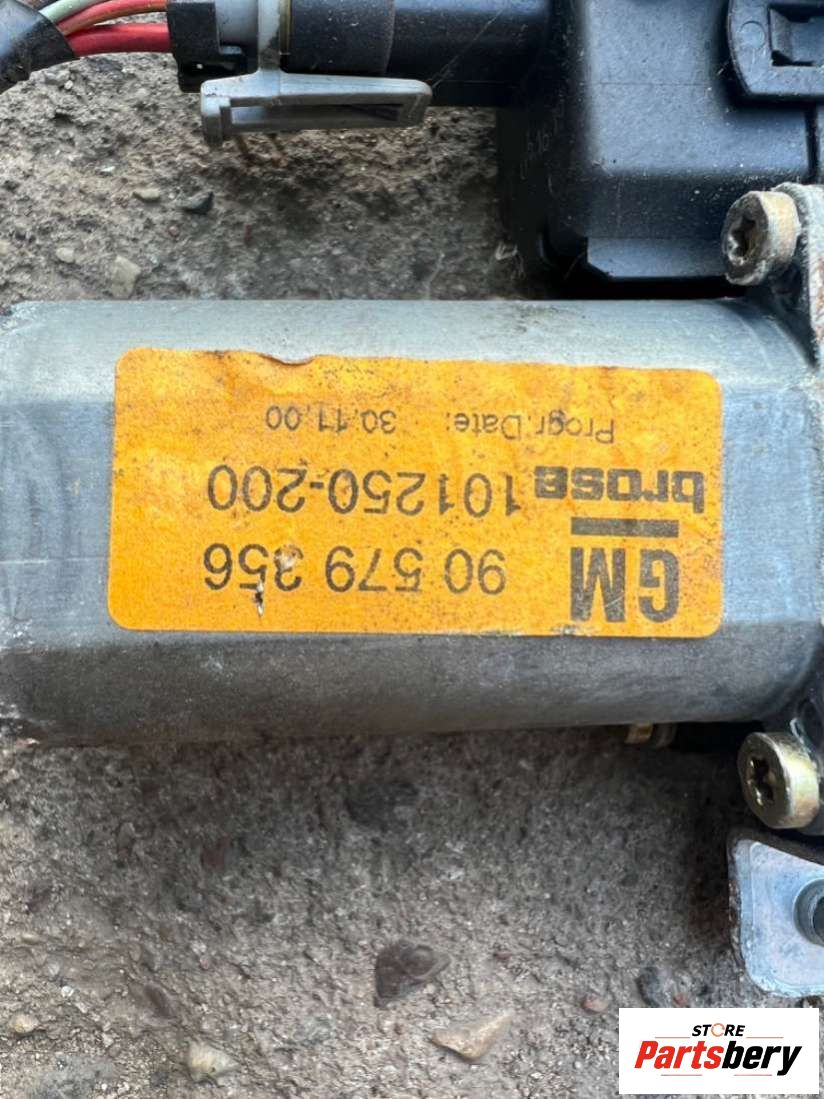 GM 90 579 356
brose 101250-200
Progr.Date: 30.11.00
STORE
Partsbery